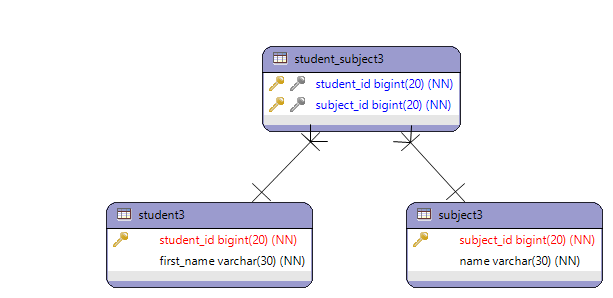 student_subject3
student_id bigint(20) (NN)
subject_id bigint(20) (NN)
student3
student_id bigint(20) (NN)
first_name varchar(30) (NN)
subject3
subject_id bigint(20) (NN)
name varchar(30) (NN)